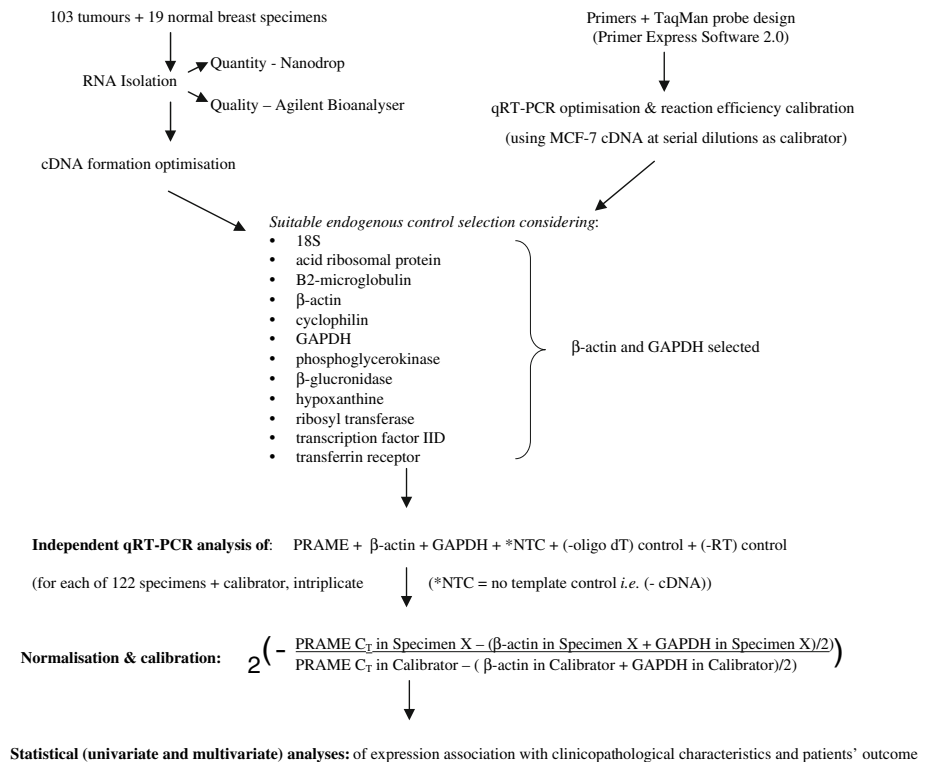 103 tumours + 19 normal breast specimens
RNA Isolation
Quantity - Nanodrop
Quality – Agilent Bioanalyser
cDNA formation optimisation
Primers + TaqMan probe design
(Primer Express Software 2.0)
qRT-PCR optimisation & reaction efficiency calibration
(using MCF-7 cDNA at serial dilutions as calibrator)
Suitable endogenous control selection considering:
• 18S
• acid ribosomal protein
• B2-microglobulin
• β-actin
• cyclophilin
• GAPDH
• phosphoglycerokinase
• β-glucronidase
• hypoxanthine
• ribosyl transferase
• transcription factor IID
• transferrin receptor
β-actin and GAPDH selected
Independent qRT-PCR analysis of: PRAME + β-actin + GAPDH + *NTC + (-oligo dT) control + (-RT) control
(for each of 122 specimens + calibrator, intriplicate (*NTC = no template control i.e. (- cDNA))
Normalisation & calibration: 2(- PRAME CT in Specimen X – (β-actin in Specimen X + GAPDH in Specimen X)/2)
PRAME CT in Calibrator – ( β-actin in Calibrator + GAPDH in Calibrator)/2) )
Statistical (univariate and multivariate) analyses: of expression association with clinicopathological characteristics and patients' outcome